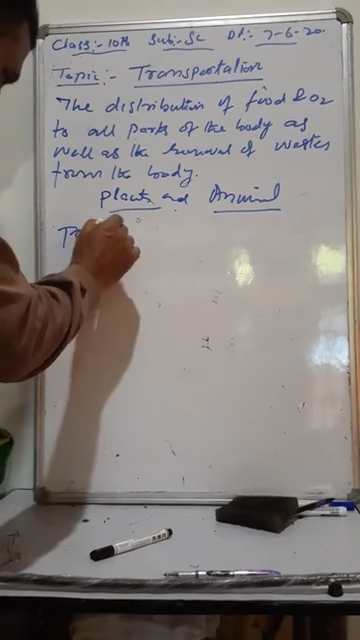 Class:- 10th Sub:- Sc Dt:- 7-6-20
Topic:- Transportation
The distribution of food & O2
to all parts of the body as
well as the removal of wastes
from the body.
Plants and Animal